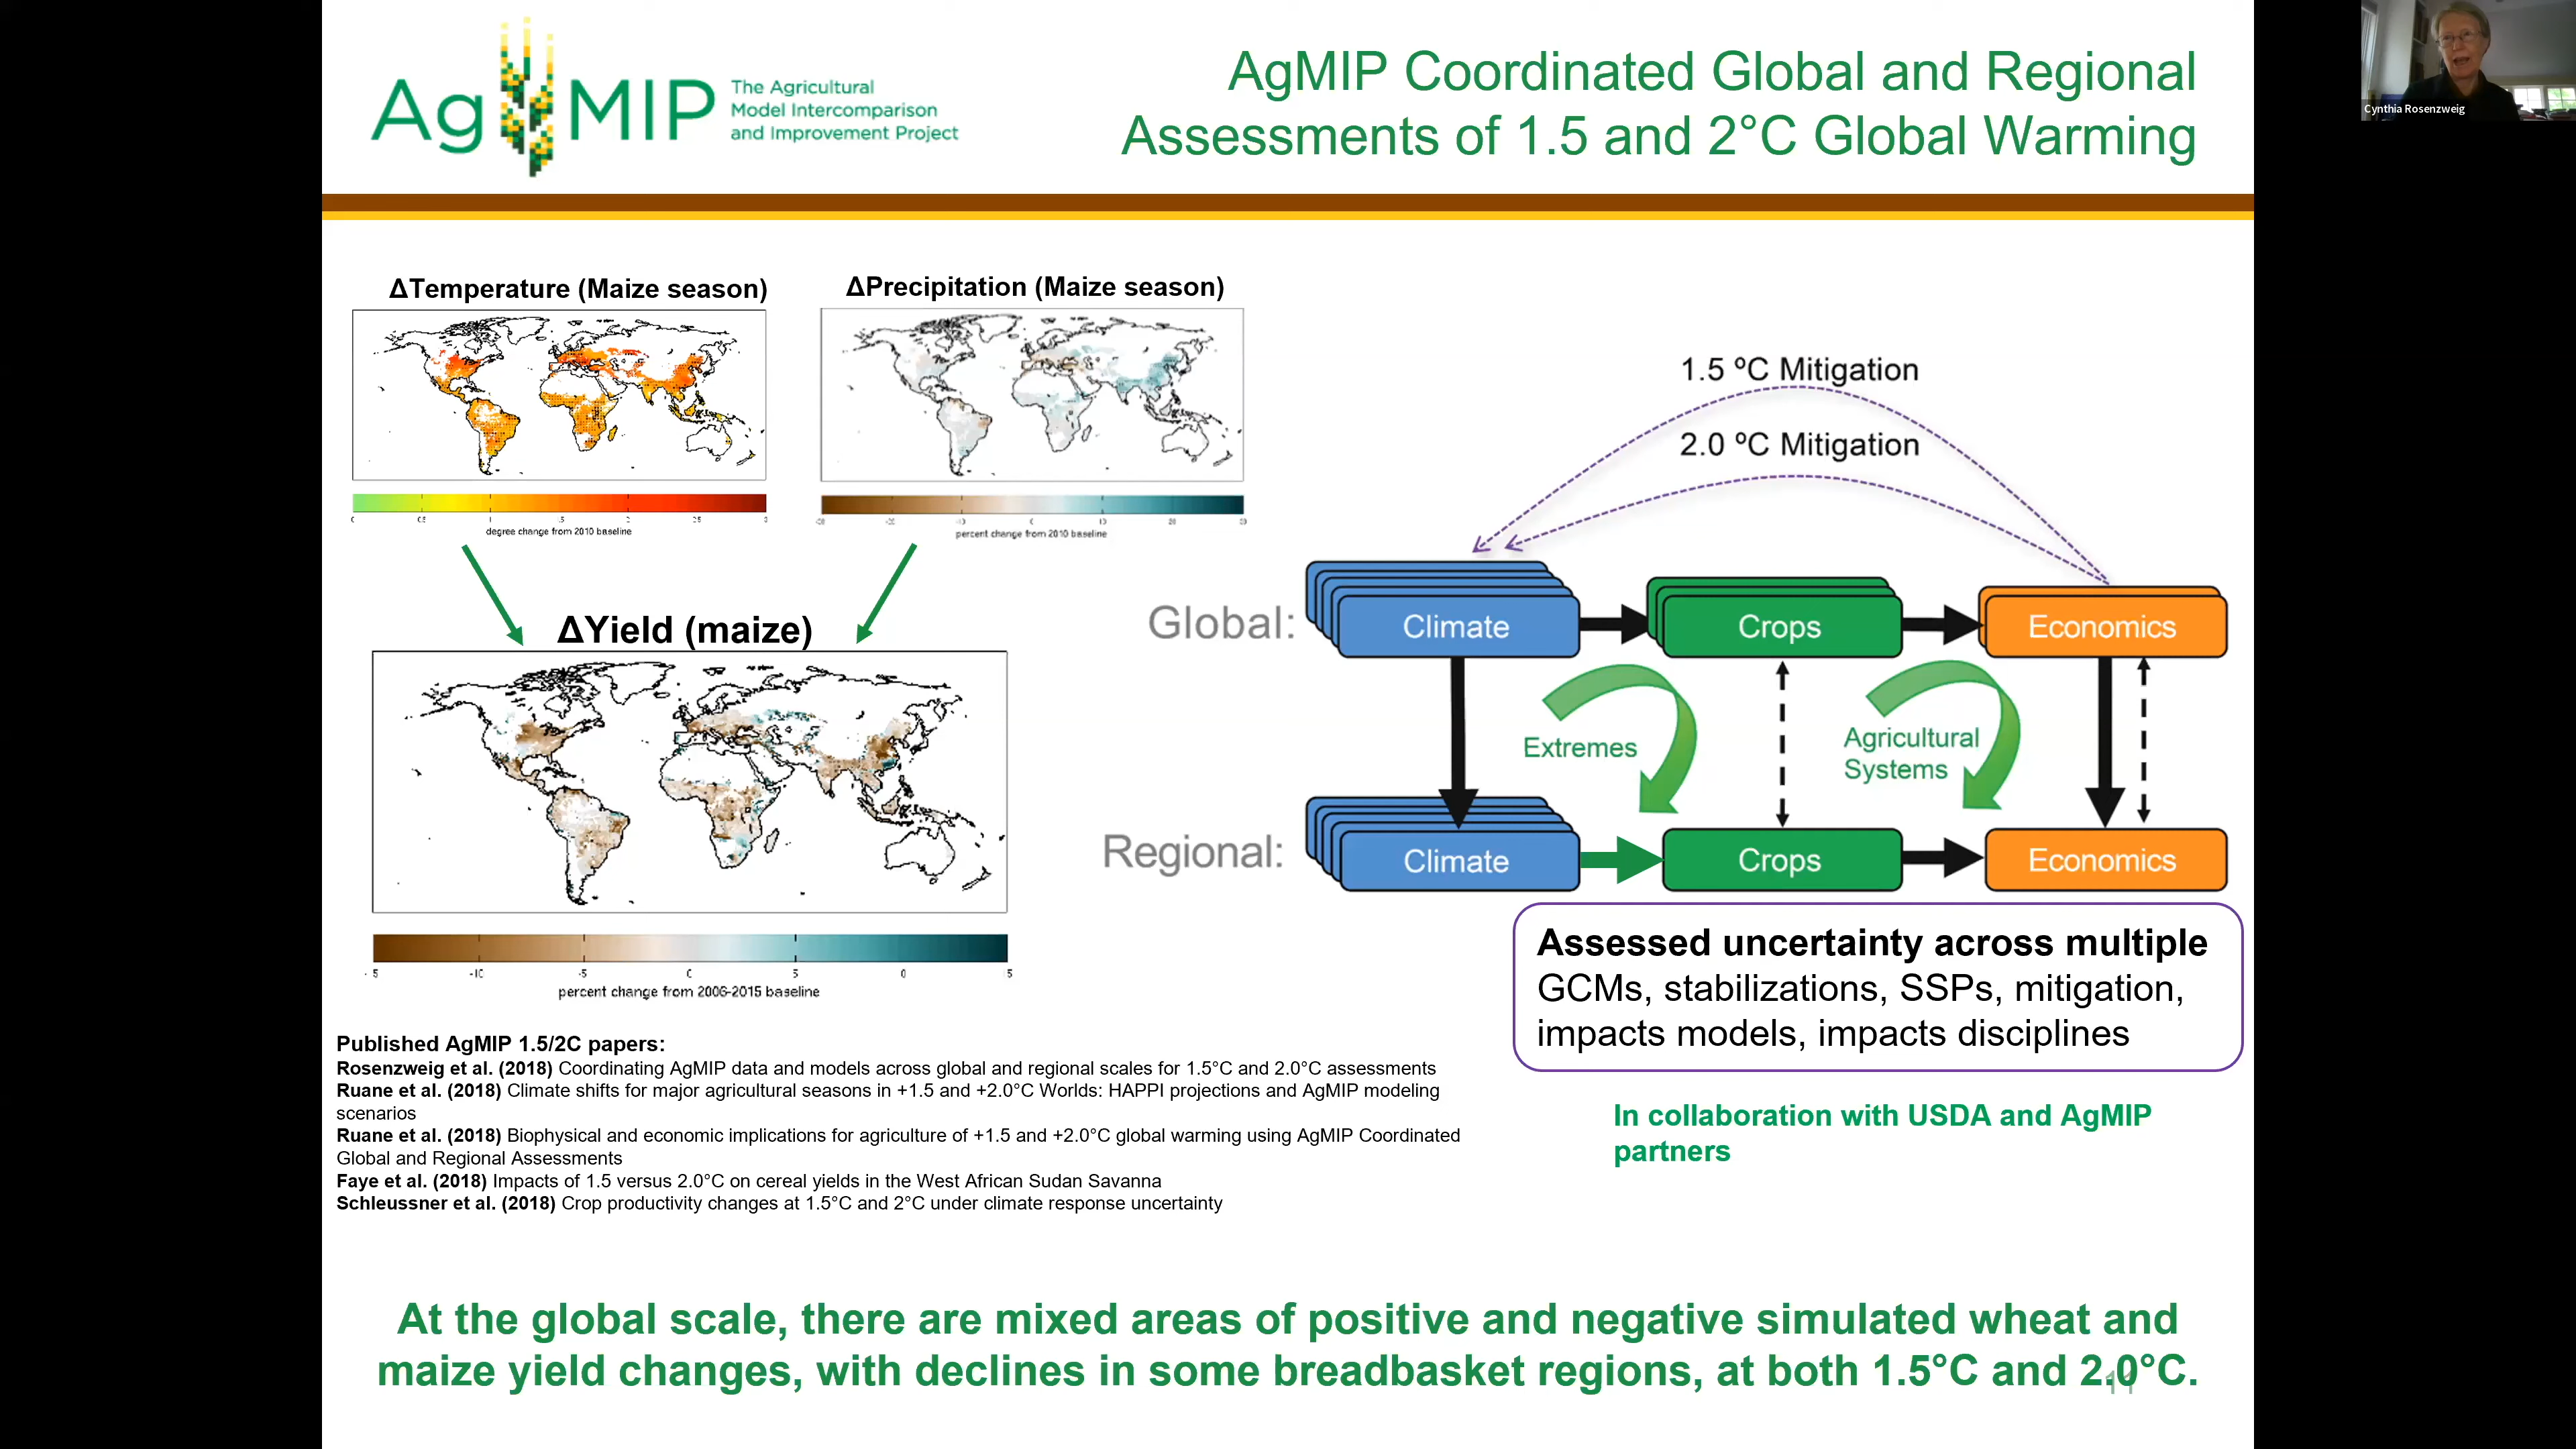 AgMIP
The Agricultural
Model Intercomparison
and Improvement Project
AgMIP Coordinated Global and Regional
Assessments of 1.5 and 2°C Global Warming
Cynthia Rosenzweig
ΔTemperature (Maize season)
degree change from 2010 baseline
ΔPrecipitation (Maize season)
percent change from 2010 baseline
ΔYield (maize)
percent change from 2006-2015 baseline
1.5 ºC Mitigation
2.0 ºC Mitigation
Global:
Climate
Crops
Economics
Extremes
Agricultural
Systems
Regional:
Climate
Crops
Economics
Assessed uncertainty across multiple
GCMs, stabilizations, SSPs, mitigation,
impacts models, impacts disciplines
In collaboration with USDA and AgMIP
partners
Published AgMIP 1.5/2C papers:
Rosenzweig et al. (2018) Coordinating AgMIP data and models across global and regional scales for 1.5°C and 2.0°C assessments
Ruane et al. (2018) Climate shifts for major agricultural seasons in +1.5 and +2.0°C Worlds: HAPPI projections and AgMIP modeling
scenarios
Ruane et al. (2018) Biophysical and economic implications for agriculture of +1.5 and +2.0°C global warming using AgMIP Coordinated
Global and Regional Assessments
Faye et al. (2018) Impacts of 1.5 versus 2.0°C on cereal yields in the West African Sudan Savanna
Schleussner et al. (2018) Crop productivity changes at 1.5°C and 2°C under climate response uncertainty
At the global scale, there are mixed areas of positive and negative simulated wheat and
maize yield changes, with declines in some breadbasket regions, at both 1.5°C and 2.0°C.
11